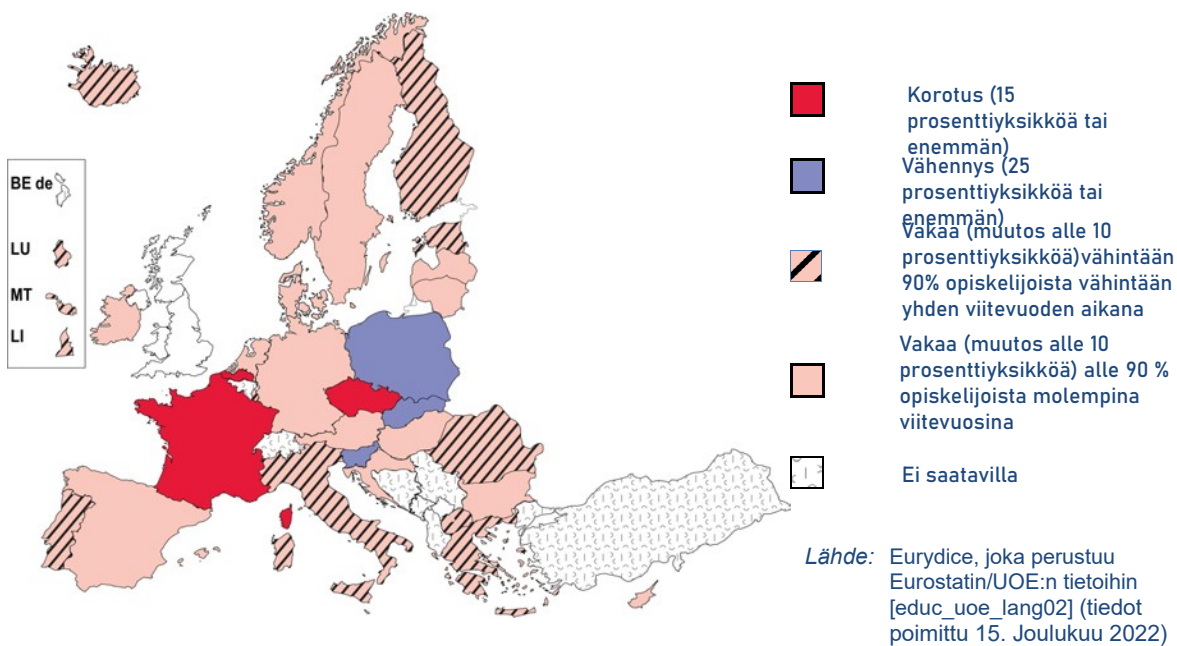 BE de
LU
MT
LI
Korotus (15
prosenttiyksikköä tai
enemmän)
Vähennys (25
prosenttiyksikköä tai
enemmän)
Vakaa (muutos alle 10
prosenttiyksikköä)vähintään
90% opiskelijoista vähintään
yhden viitevuoden aikana
Vakaa (muutos alle 10
prosenttiyksikköä) alle 90 %
opiskelijoista molempina
viitevuosina
Ei saatavilla
Lähde: Eurydice, joka perustuu
Eurostatin/UOE:n tietoihin
[educ_uoe_lang02] (tiedot
poimittu 15. Joulukuu 2022)